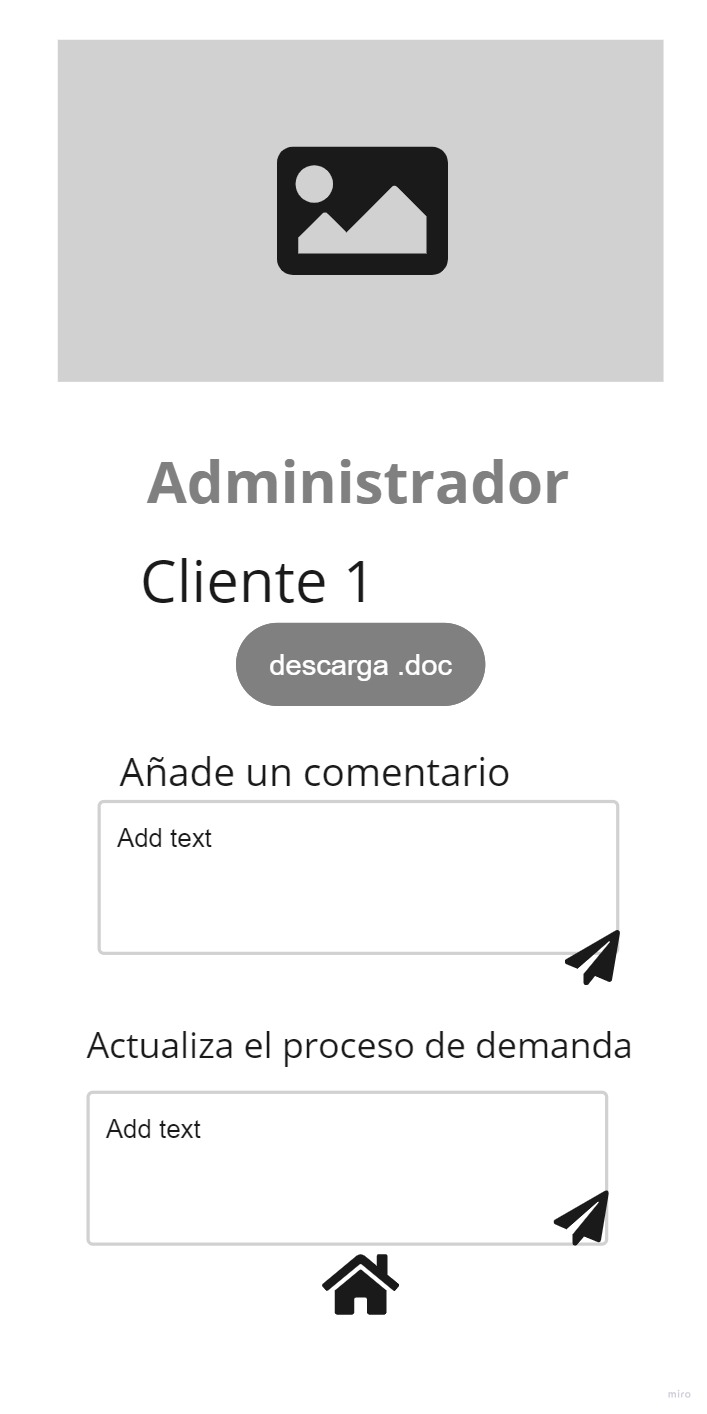 Administrador
Cliente 1
descarga .doc
Añade un comentario
Add text
Actualiza el proceso de demanda
Add text
miro